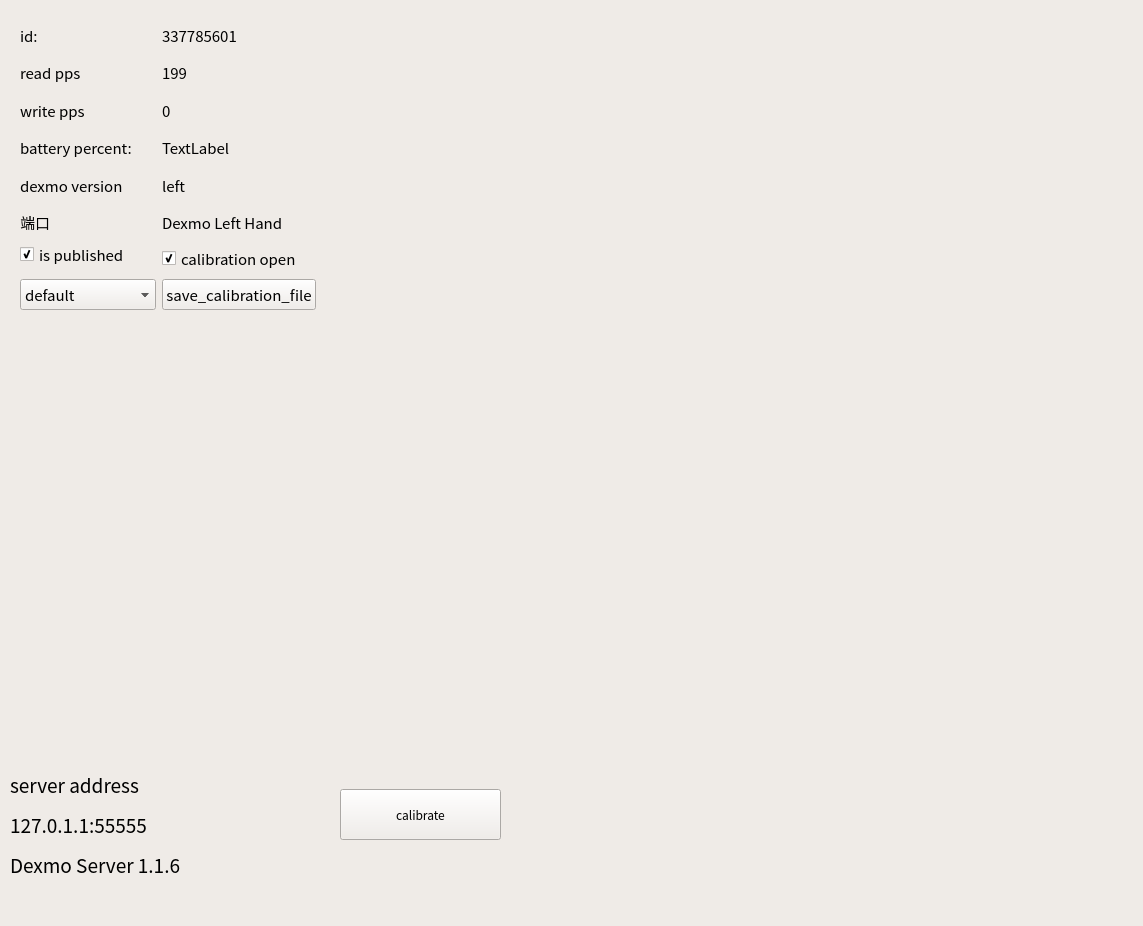 id: 337785601
read pps 199
write pps 0
battery percent: TextLabel
dexmo version left
端口 Dexmo Left Hand
is published calibration open
default save_calibration_file
server address
127.0.1.1:55555
calibrate
Dexmo Server 1.1.6